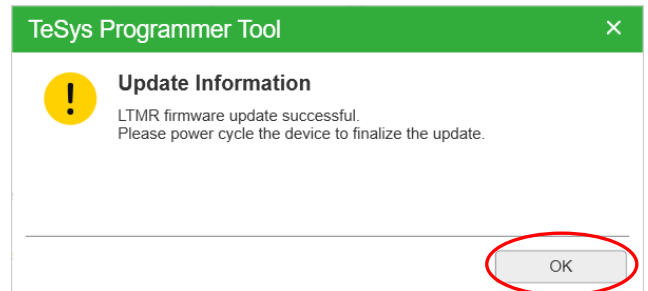 TeSys Programmer Tool
Update Information
LTMR firmware update successful.
Please power cycle the device to finalize the update.
OK